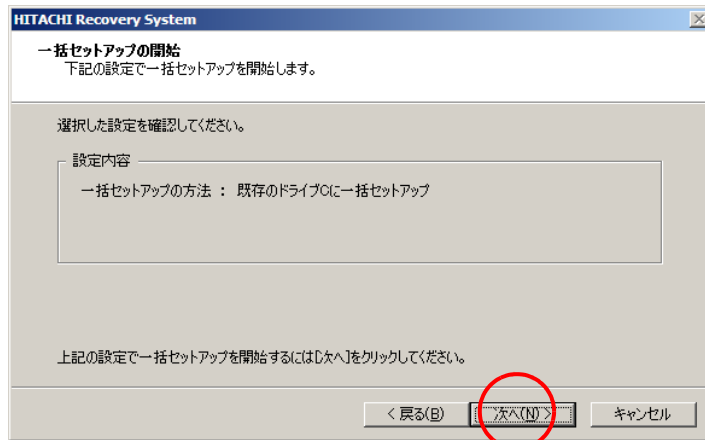 HITACHI Recovery System
一括セットアップの開始
下記の設定で一括セットアップを開始します。
選択した設定を確認してください。
設定内容
一括セットアップの方法 : 既存のドライブCに一括セットアップ
上記の設定で一括セットアップを開始するには[次へ]をクリックしてください。
< 戻る(B)
次へ(N) >
キャンセル